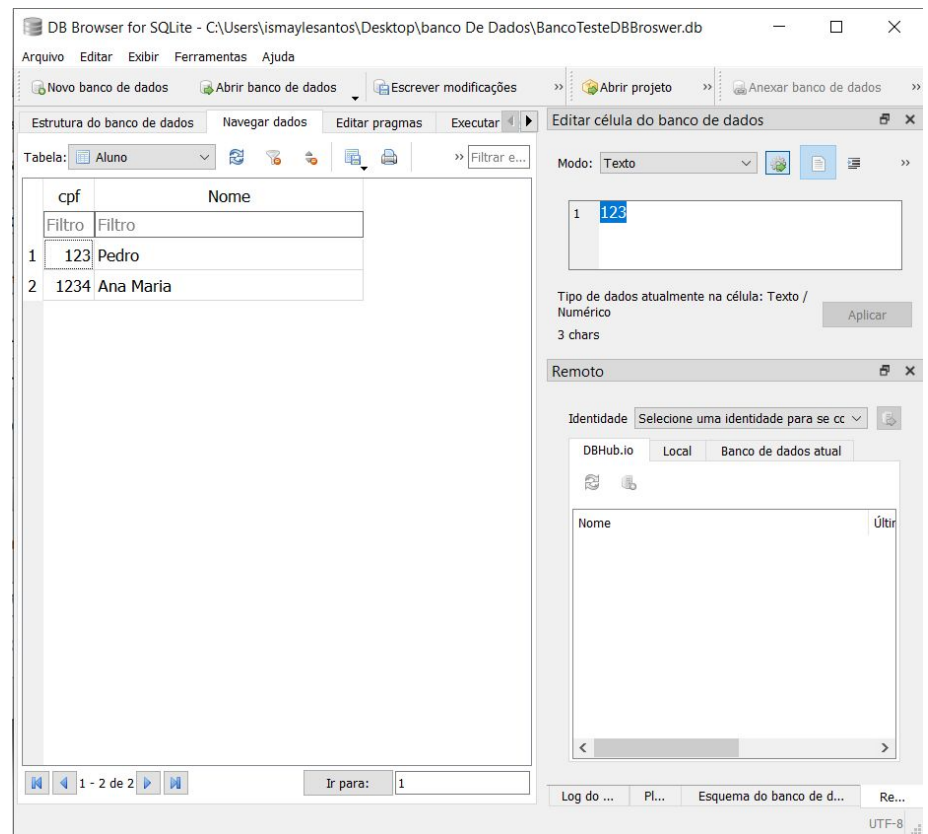 DB Browser for SQLite - C:\Users\ismaylesantos\Desktop\banco De Dados\BancoTesteDBBroswer.db
Arquivo Editar Exibir Ferramentas Ajuda
Novo banco de dados Abrir banco de dados Escrever modificações » Abrir projeto » Anexar banco de dados »
Estrutura do banco de dados Navegar dados Editar pragmas Executar
Tabela: Aluno » Filtrar e...
cpf Nome
Filtro Filtro
1 123 Pedro
2 1234 Ana Maria
1 - 2 de 2 Ir para: 1
Editar célula do banco de dados
Modo: Texto »
1 123
Tipo de dados atualmente na célula: Texto /
Numérico
Aplicar
3 chars
Remoto
Identidade Selecione uma identidade para se cc
DBHub.io Local Banco de dados atual
Nome Últir
Log do ... Pl... Esquema do banco de d... Re...
UTF-8